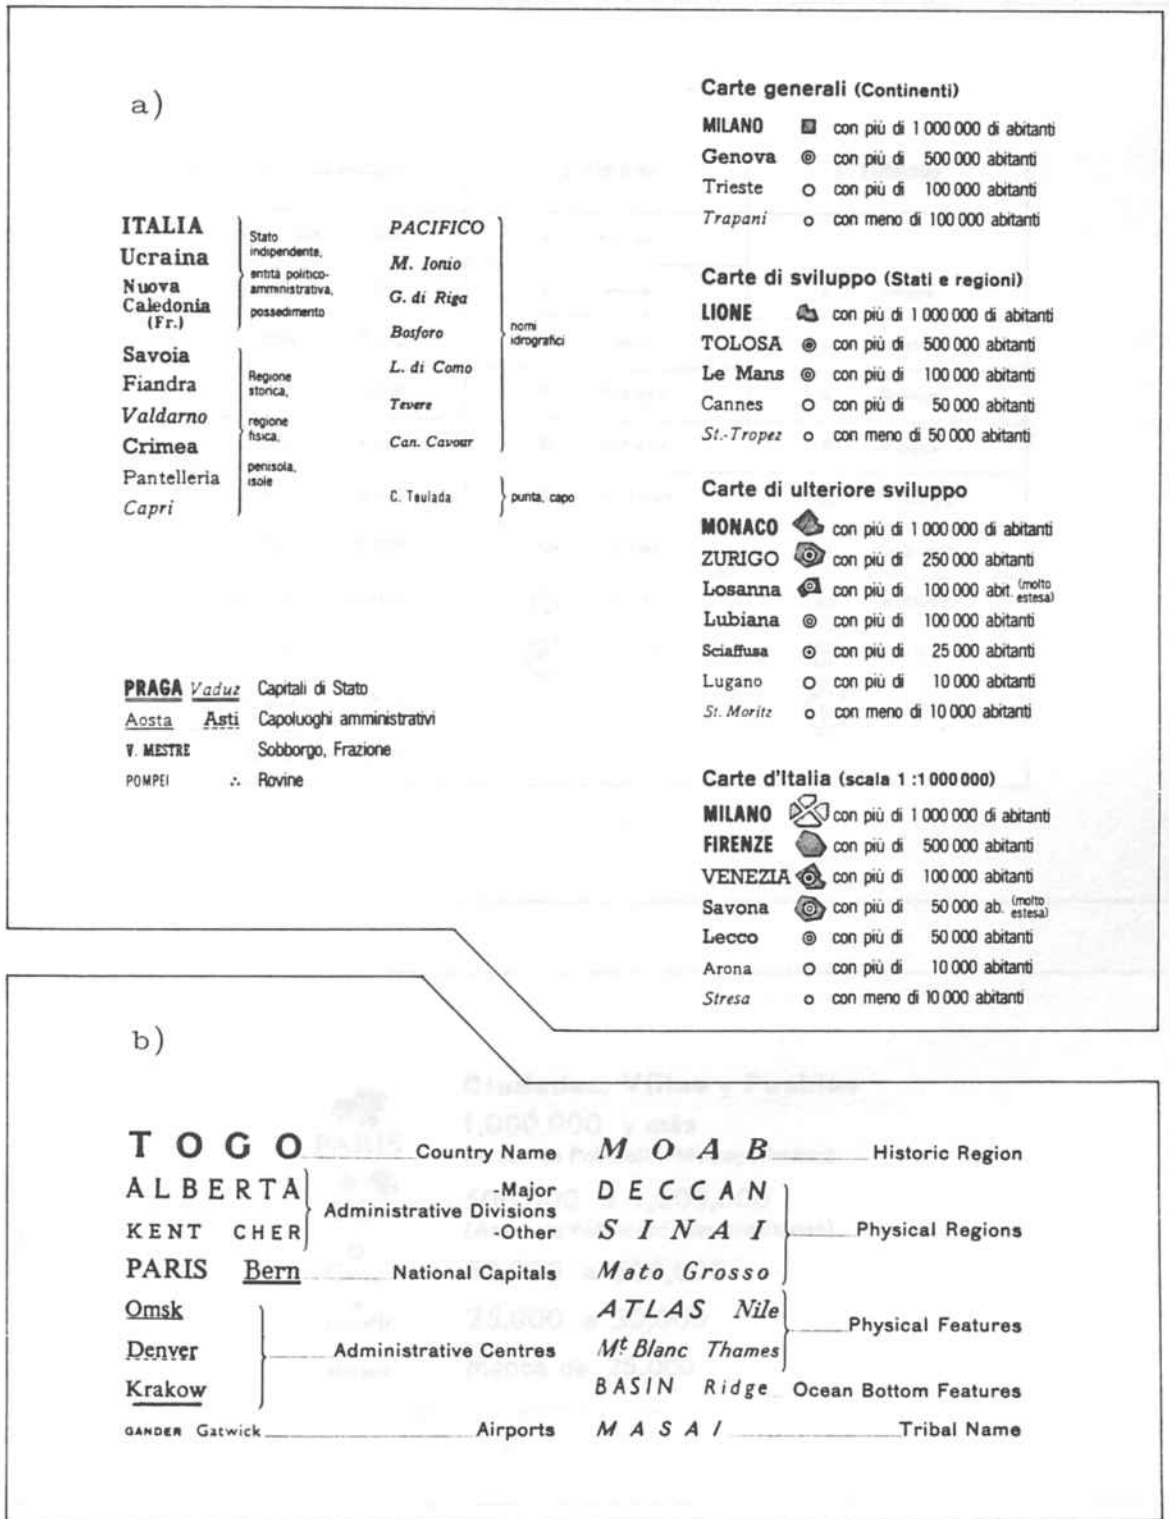 a)
ITALIA
Ucraina
Nuova
Caledonia
(Fr.)
Stato
indipendente,
entità politico-
amministrativa,
possedimento
Savoia
Fiandra
Valdarno
Crimea
Pantelleria
Capri
Regione
storica,
regione
fisica,
penisola,
isole
PACIFICO
M. Ionio
G. di Riga
Bosforo
L. di Como
Tevere
Can. Cavour
nomi
idrografici
C. Teulada
punta, capo
PRAGA Vaduz Capitali di Stato
Aosta Asti Capoluoghi amministrativi
V. MESTRE Sobborgo, Frazione
POMPEI ∴ Rovine
Carte generali (Continenti)
MILANO con più di 1 000 000 di abitanti
Genova con più di 500 000 abitanti
Trieste con più di 100 000 abitanti
Trapani con meno di 100 000 abitanti
Carte di sviluppo (Stati e regioni)
LIONE con più di 1 000 000 di abitanti
TOLOSA con più di 500 000 abitanti
Le Mans con più di 100 000 abitanti
Cannes con più di 50 000 abitanti
St.-Tropez con meno di 50 000 abitanti
Carte di ulteriore sviluppo
MONACO con più di 1 000 000 di abitanti
ZURIGO con più di 250 000 abitanti
Losanna con più di 100 000 abit. (molto estesa)
Lubiana con più di 100 000 abitanti
Sciaffusa con più di 25 000 abitanti
Lugano con più di 10 000 abitanti
St. Moritz con meno di 10 000 abitanti
Carte d'Italia (scala 1 :1 000 000)
MILANO con più di 1 000 000 di abitanti
FIRENZE con più di 500 000 abitanti
VENEZIA con più di 100 000 abitanti
Savona con più di 50 000 ab. (molto estesa)
Lecco con più di 50 000 abitanti
Arona con più di 10 000 abitanti
Stresa con meno di 10 000 abitanti
b)
TOGO Country Name
ALBERTA -Major
Administrative Divisions
KENT CHER -Other
PARIS Bern National Capitals
Omsk
Denver Administrative Centres
Krakow
GANDER Gatwick Airports
MOAB Historic Region
DECCAN
SINAI Physical Regions
Mato Grosso
ATLAS Nile
Physical Features
Mt Blanc Thames
BASIN Ridge Ocean Bottom Features
MASAI Tribal Name
Ciudades, Villas y Pueblos
1,000,000 y más
PARIS